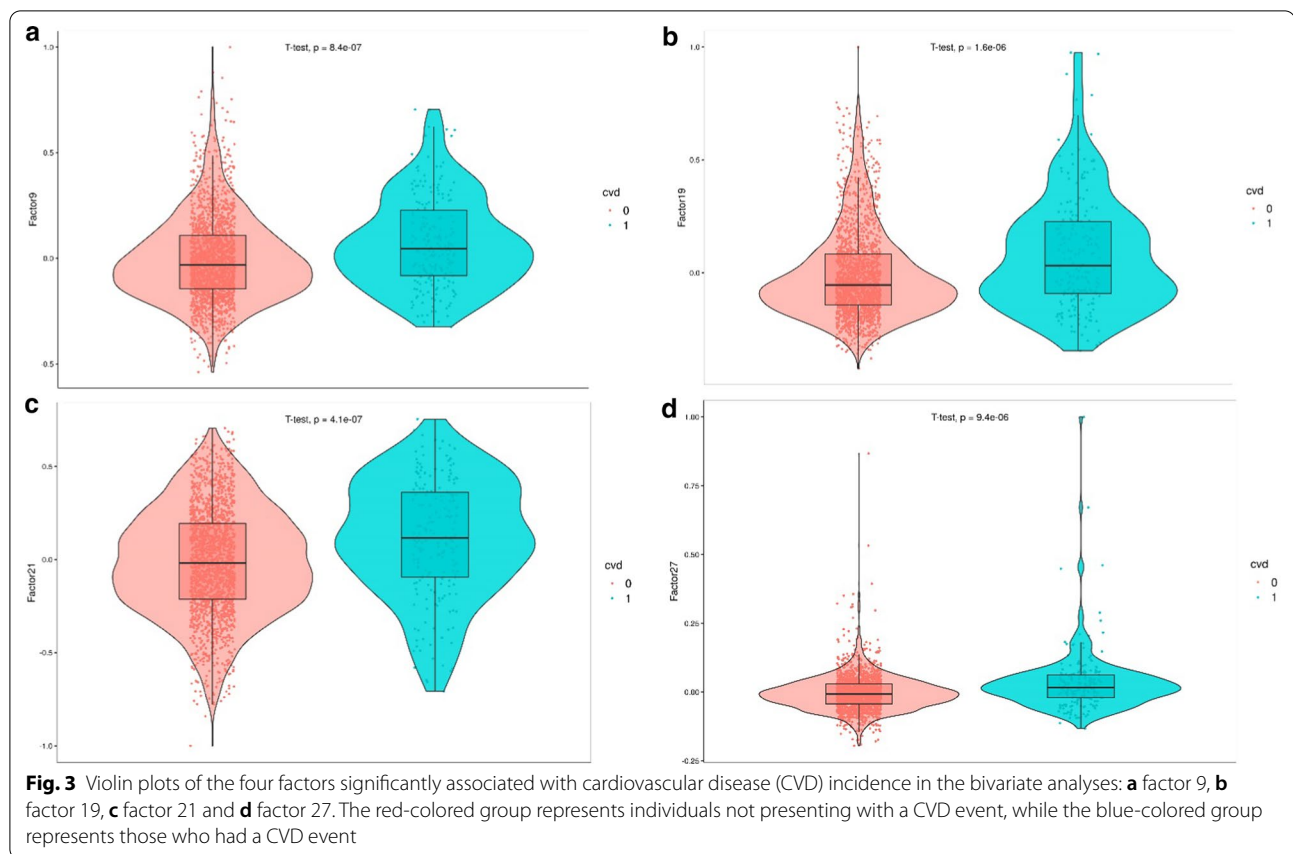 a
T-test, p = 8.4e-07
1.0
0.5
0.0
-0.5
Factor9
cvd
0
1
b
T-test, p = 1.6e-06
1.0
0.5
0.0
Factor19
cvd
0
1
c
T-test, p = 4.1e-07
0.5
0.0
-0.5
-1.0
Factor21
cvd
0
1
d
T-test, p = 9.4e-06
1.00
0.75
0.50
0.25
0.00
-0.25
Factor27
cvd
0
1
Fig. 3 Violin plots of the four factors significantly associated with cardiovascular disease (CVD) incidence in the bivariate analyses: a factor 9, b
factor 19, c factor 21 and d factor 27. The red-colored group represents individuals not presenting with a CVD event, while the blue-colored group
represents those who had a CVD event